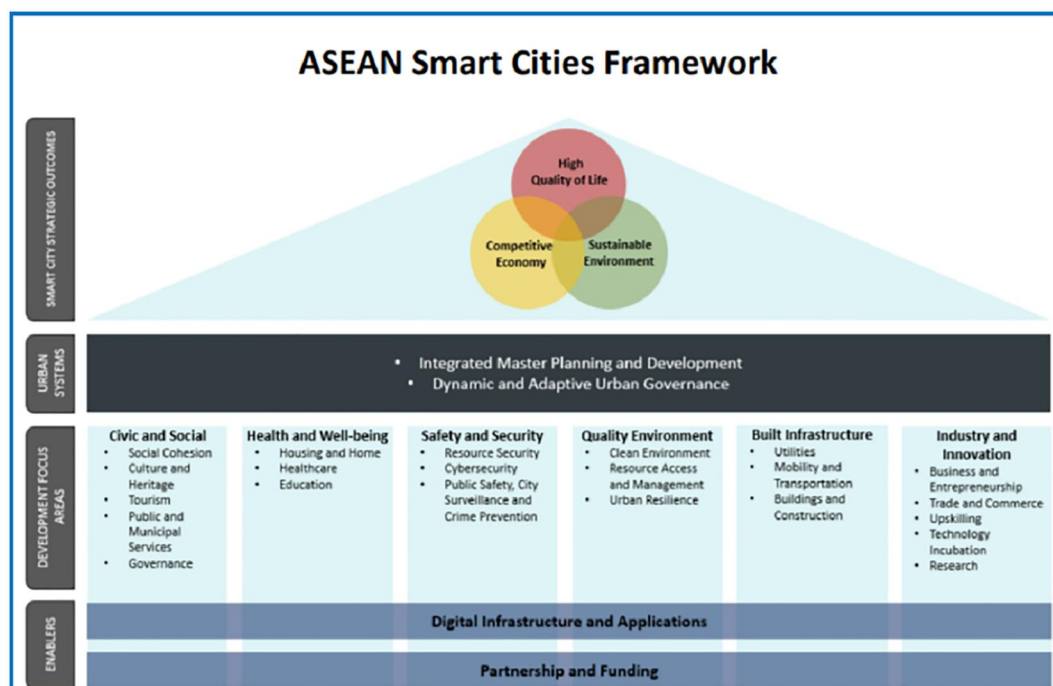 ASEAN Smart Cities Framework
SMART CITY STRATEGIC OUTCOMES
High
Quality of Life
Competitive
Economy
Sustainable
Environment
URBAN
SYSTEMS
• Integrated Master Planning and Development
• Dynamic and Adaptive Urban Governance
DEVELOPMENT FOCUS
AREAS
Civic and Social
• Social Cohesion
• Culture and
Heritage
• Tourism
• Public and
Municipal
Services
• Governance
Health and Well-being
• Housing and Home
• Healthcare
• Education
Safety and Security
• Resource Security
• Cybersecurity
• Public Safety, City
Surveillance and
Crime Prevention
Quality Environment
• Clean Environment
• Resource Access
and Management
• Urban Resilience
Built Infrastructure
• Utilities
• Mobility and
Transportation
• Buildings and
Construction
Industry and
Innovation
• Business and
Entrepreneurship
• Trade and Commerce
• Upskilling
• Technology
Incubation
• Research
ENABLERS
Digital Infrastructure and Applications
Partnership and Funding